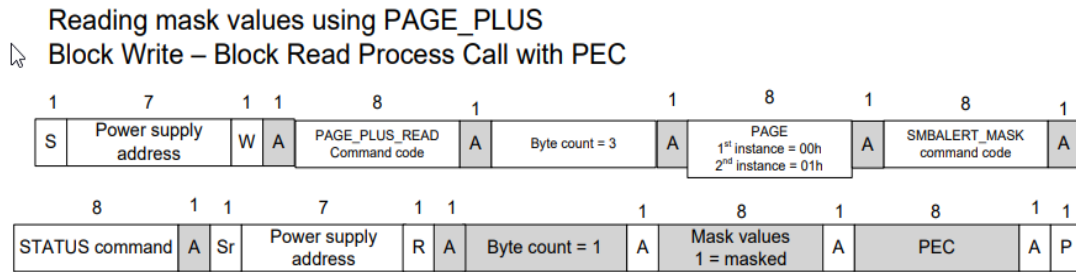 Reading mask values using PAGE_PLUS
Block Write – Block Read Process Call with PEC
1 7 1 1 8 1 1 8 1 8 1
S Power supply address W A PAGE_PLUS_READ Command code A Byte count = 3 A PAGE 1st instance = 00h 2nd instance = 01h A SMBALERT_MASK command code A
8 1 1 7 1 1 1 8 1 8 1 1
STATUS command A Sr Power supply address R A Byte count = 1 A Mask values 1 = masked A PEC A P